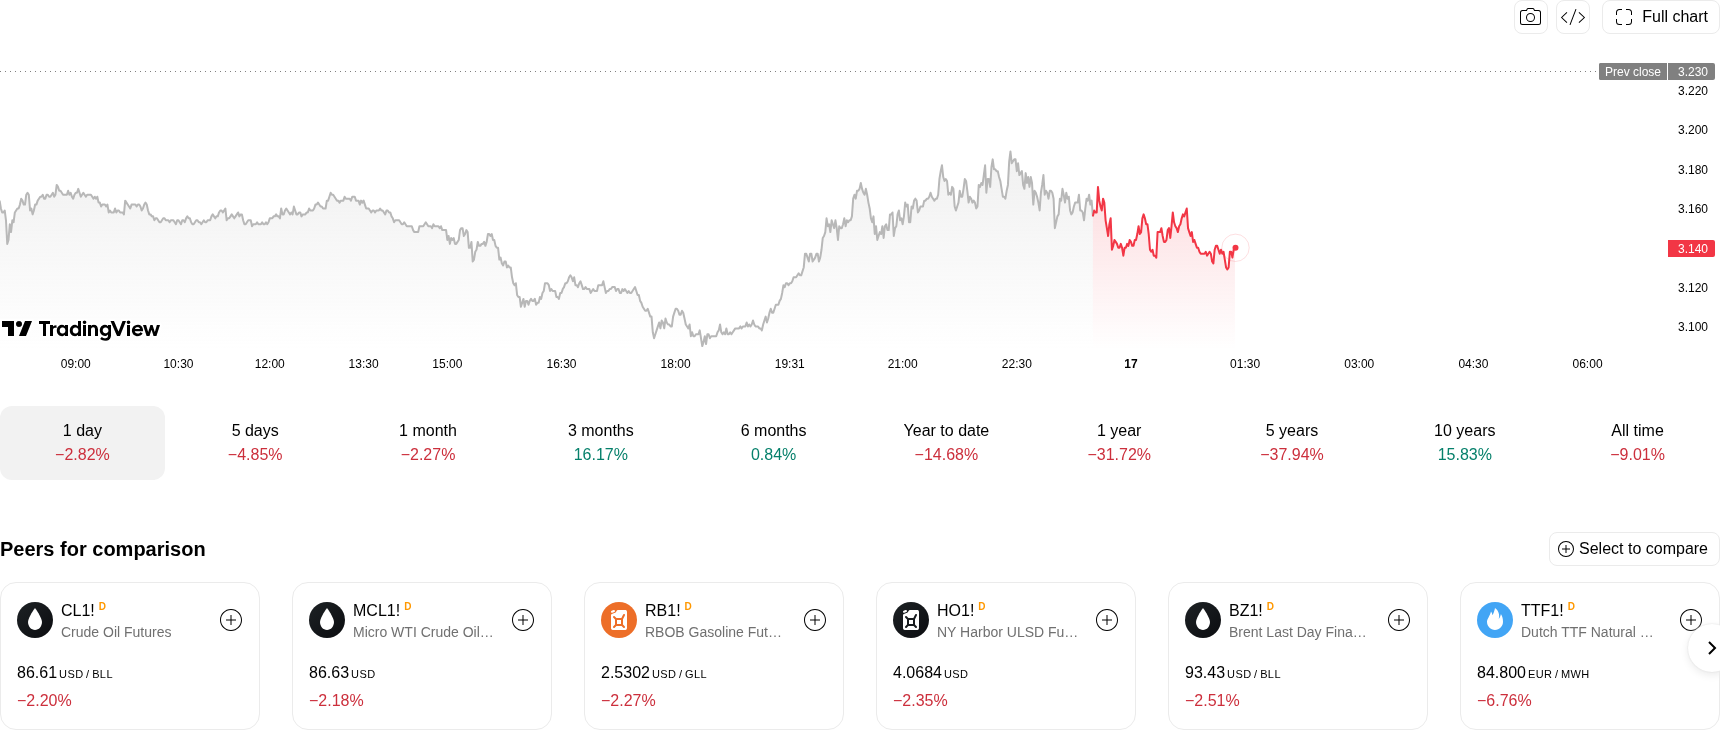 Full chart
Prev close 3.230
3.220
3.200
3.180
3.160
3.140
3.120
3.100
TradingView
09:00 10:30 12:00 13:30 15:00 16:30 18:00 19:31 21:00 22:30 17 01:30 03:00 04:30 06:00
1 day 5 days 1 month 3 months 6 months Year to date 1 year 5 years 10 years All time
−2.82% −4.85% −2.27% 16.17% 0.84% −14.68% −31.72% −37.94% 15.83% −9.01%
Peers for comparison
Select to compare
CL1! D
Crude Oil Futures
86.61 USD / BLL
−2.20%
MCL1! D
Micro WTI Crude Oil…
86.63 USD
−2.18%
RB1! D
RBOB Gasoline Fut…
2.5302 USD / GLL
−2.27%
HO1! D
NY Harbor ULSD Fu…
4.0684 USD
−2.35%
BZ1! D
Brent Last Day Fina…
93.43 USD / BLL
−2.51%
TTF1! D
Dutch TTF Natural …
84.800 EUR / MWH
−6.76%